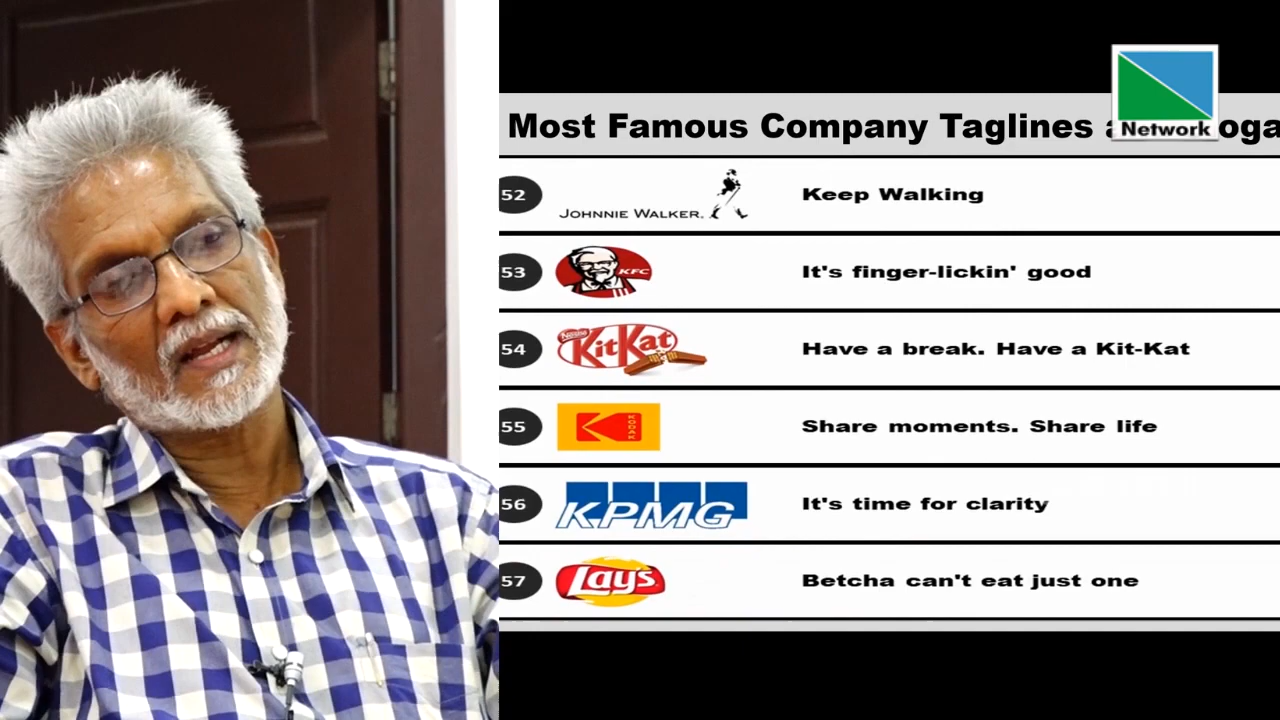 Most Famous Company Taglines
Network
52
JOHNNIE WALKER.
Keep Walking
53
KFC
It's finger-lickin' good
54
Nestle
KitKat
Have a break. Have a Kit-Kat
55
KODAK
Share moments. Share life
56
KPMG
It's time for clarity
57
Lay's
Betcha can't eat just one